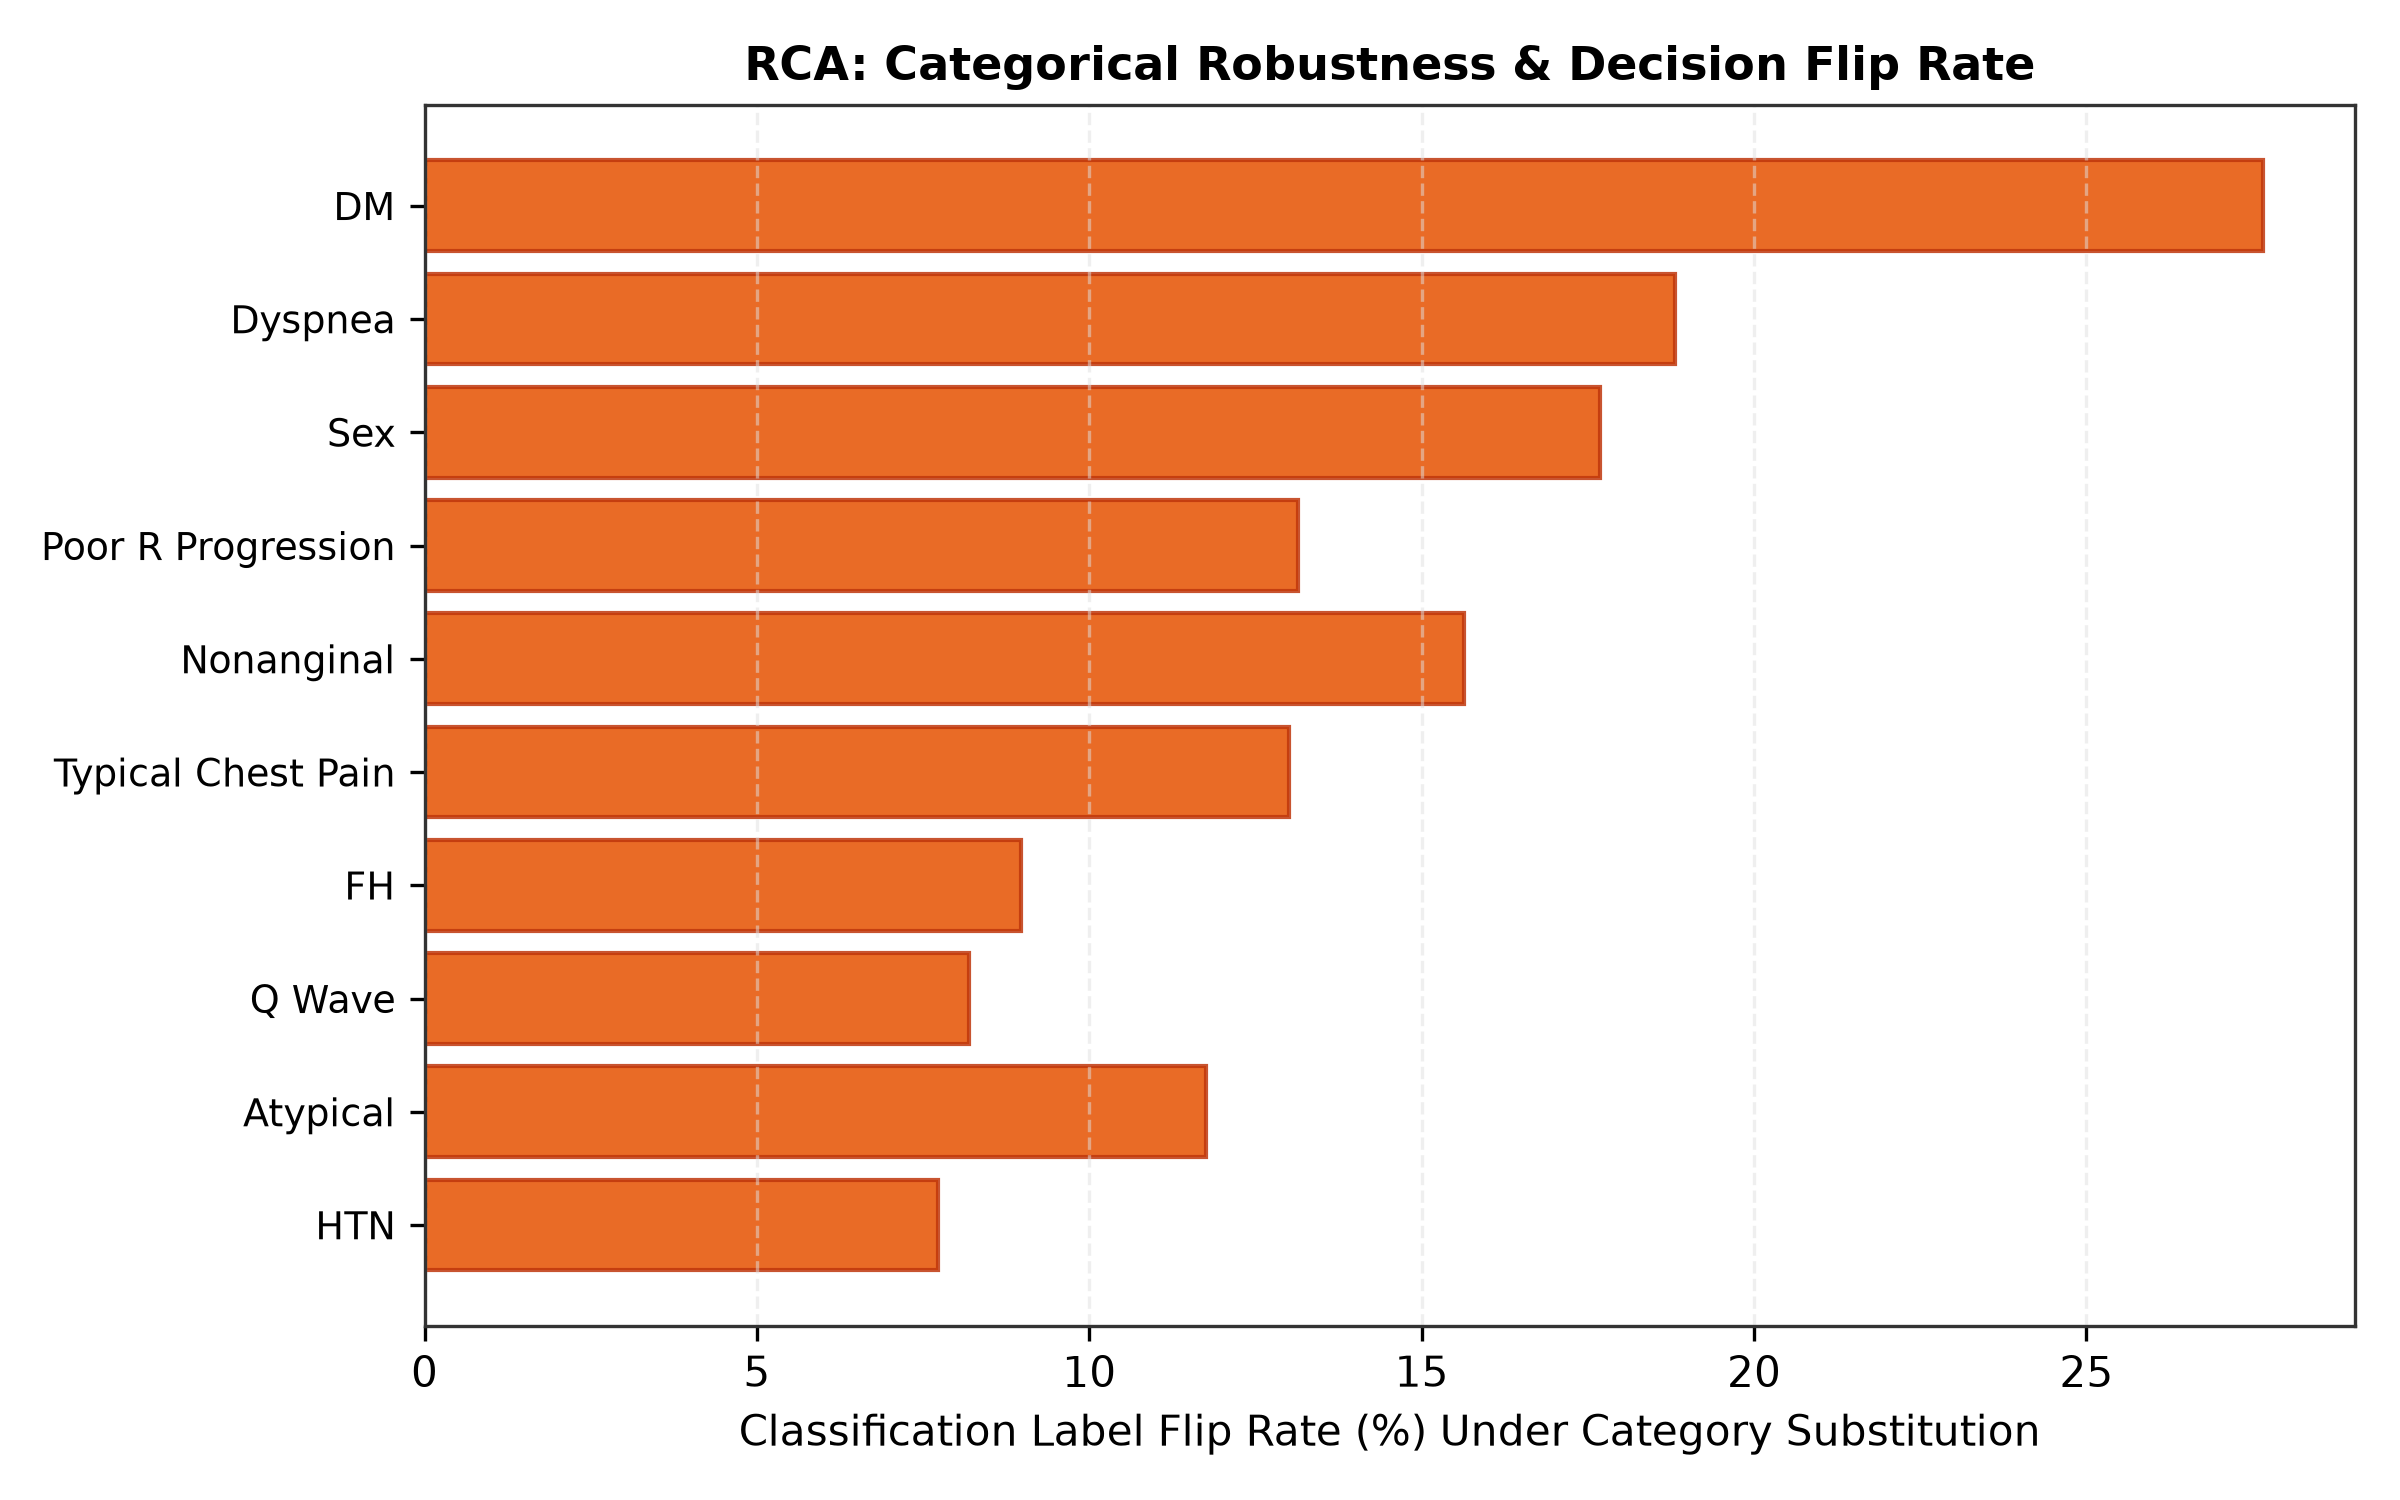 RCA: Categorical Robustness & Decision Flip Rate
DM
Dyspnea
Sex
Poor R Progression
Nonanginal
Typical Chest Pain
FH
Q Wave
Atypical
HTN
0 5 10 15 20 25
Classification Label Flip Rate (%) Under Category Substitution